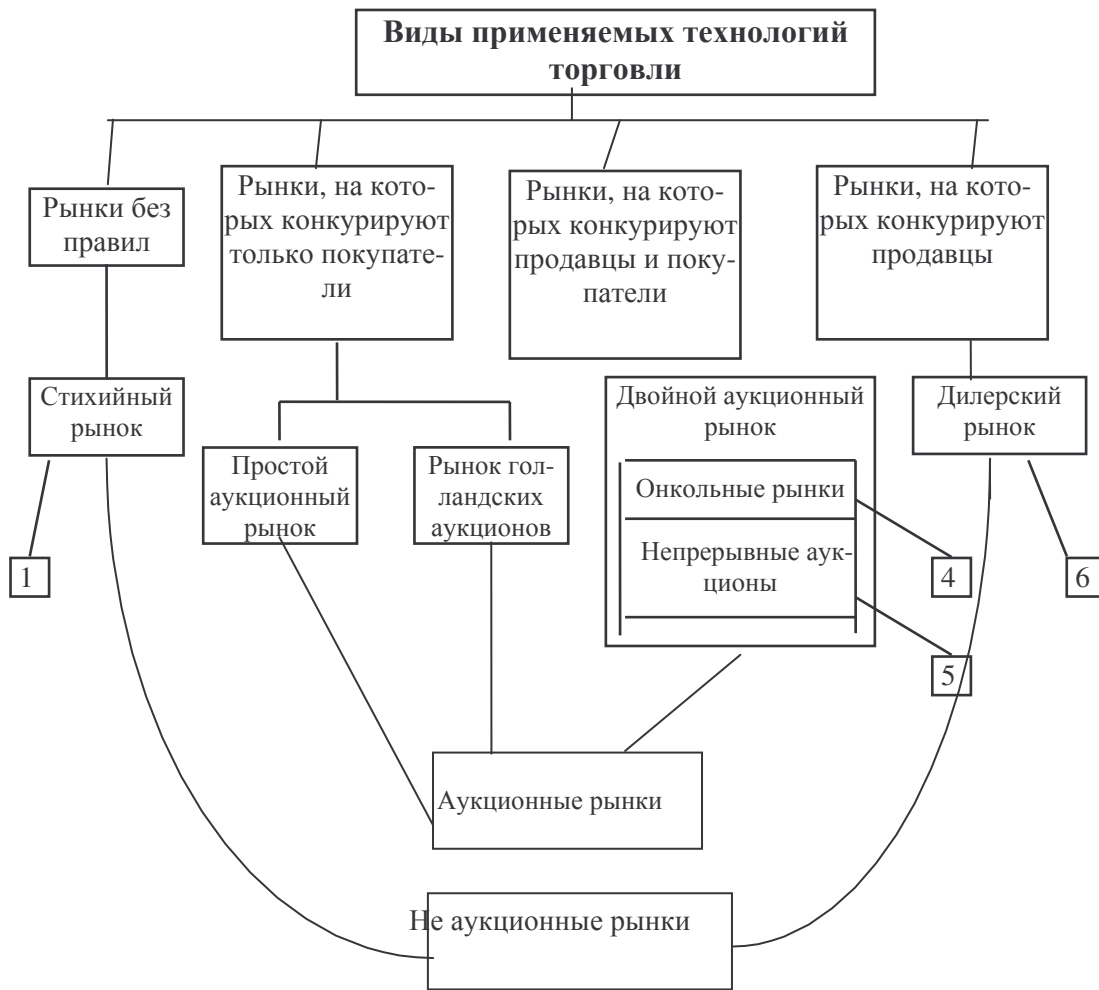 Виды применяемых технологий
торговли
Рынки без
правил
Рынки, на кото-
рых конкурируют
только покупате-
ли
Рынки, на кото-
рых конкурируют
продавцы и поку-
патели
Рынки, на кото-
рых конкурируют
продавцы
Стихийный
рынок
Простой
аукционный
рынок
Рынок гол-
ландских
аукционов
Двойной аукционный
рынок
Онкольные рынки
Непрерывные аук-
ционы
Дилерский
рынок
1
4
6
5
Аукционные рынки
Не аукционные рынки